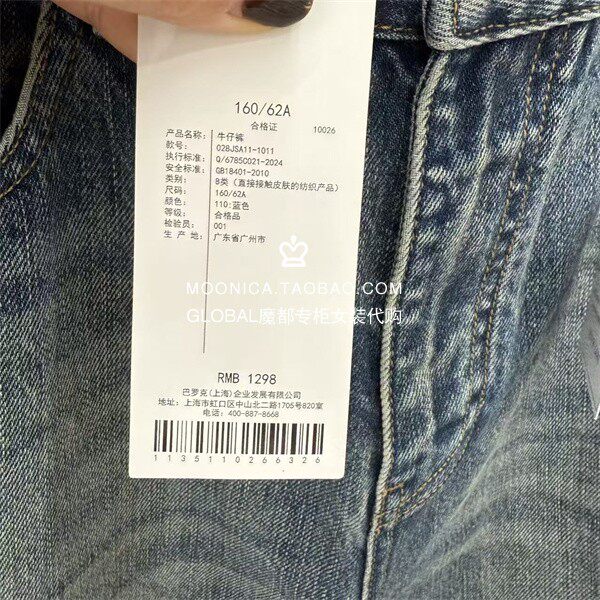 160/62A
合格证 10026
产品名称: 牛仔裤
款号: 028JSA11-1011
执行标准: Q/6785C021-2024
安全标准: GB18401-2010
类别: B类（直接接触皮肤的纺织产品）
尺码: 160/62A
颜色: 110:蓝色
等级: 合格品
检验员: 001
生 产 地: 广东省广州市
MOONICA.TAOBAO.COM
GLOBAL魔都专柜女装代购
RMB 1298
巴罗克(上海)企业发展有限公司
地址: 上海市虹口区中山北二路1705号820室
电话: 400-887-8668
1135110266326